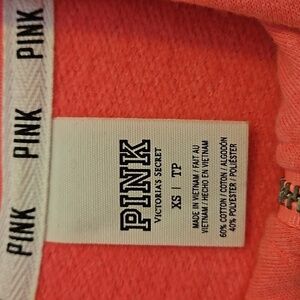 PINK
PINK
PINK
PINK
PINK
VICTORIA'S SECRET
XS | TP
MADE IN VIETNAM / FAIT AU
VIETNAM / HECHO EN VIETNAM
60% COTTON / COTON / ALGODÓN
40% POLYESTER / POLIÉSTER